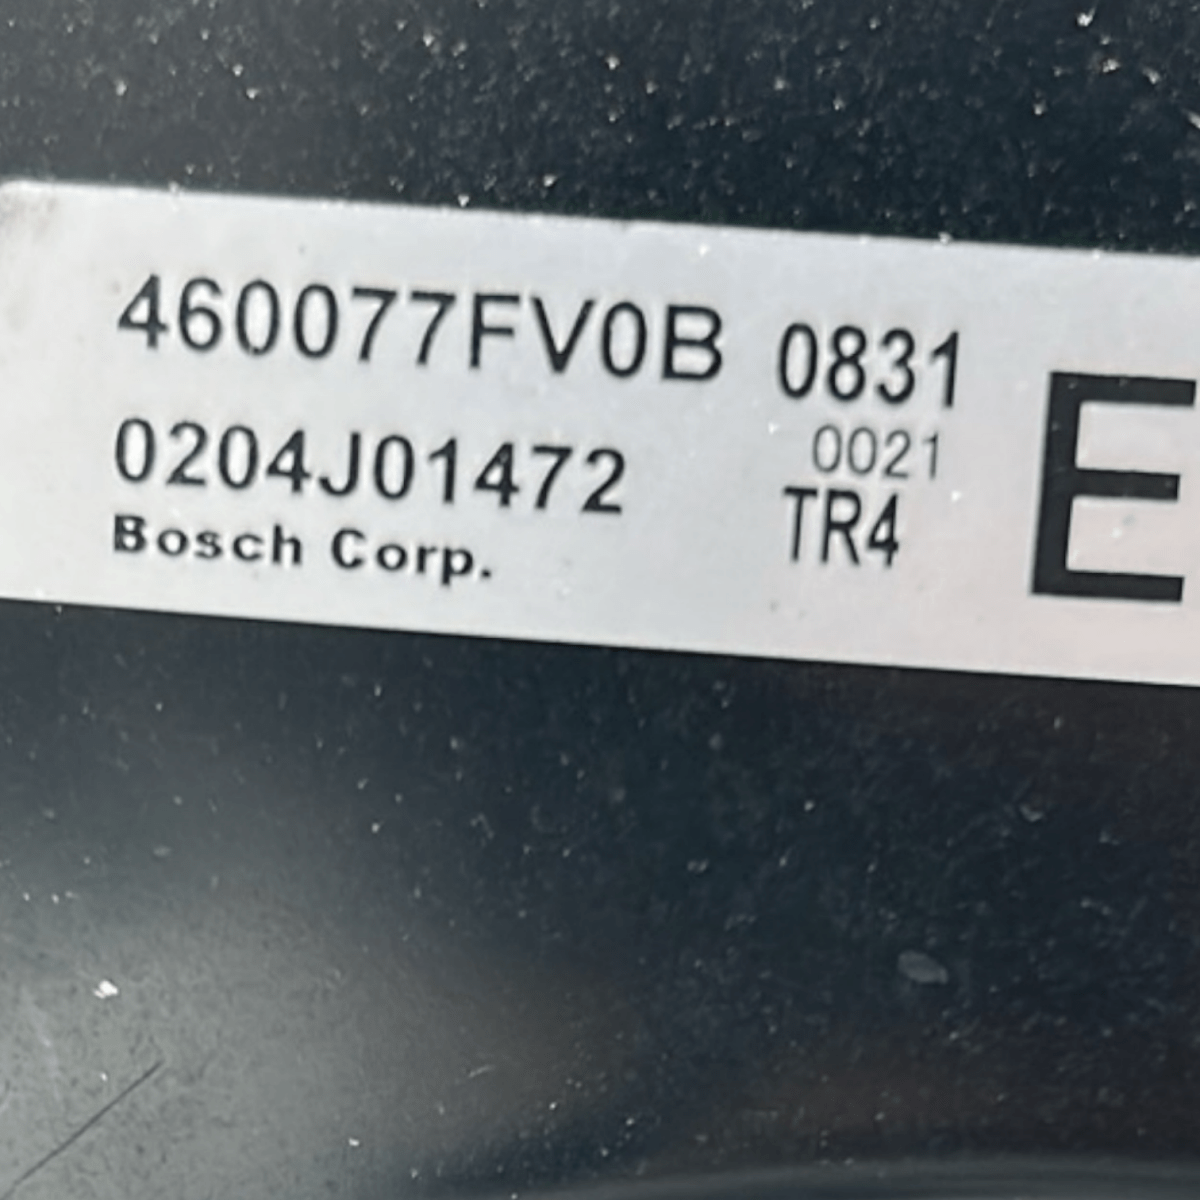 460077FV0B 0831
0204J01472 0021
Bosch Corp. TR4
E